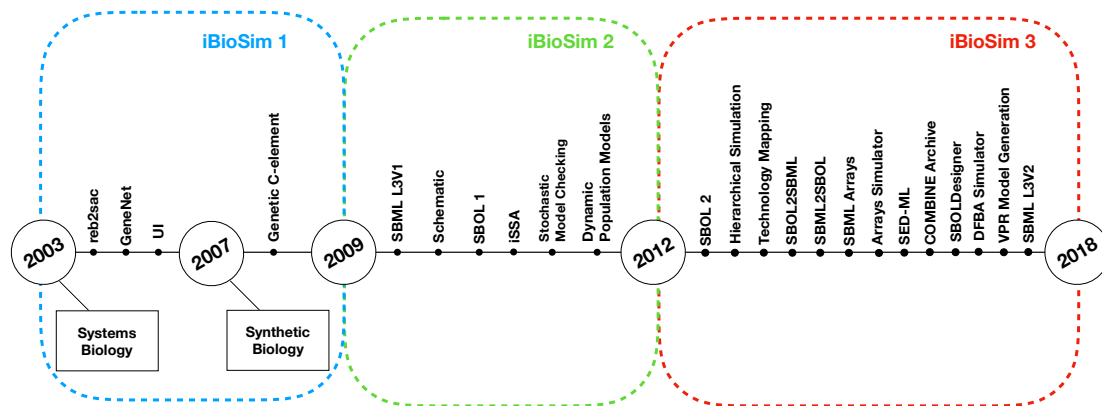 iBioSim 1
iBioSim 2
iBioSim 3
2003
reb2sac
GeneNet
UI
2007
Genetic C-element
2009
SBML L3V1
Schematic
SBOL 1
iSSA
Stochastic
Model Checking
Dynamic
Population Models
2012
SBOL 2
Hierarchical Simulation
Technology Mapping
SBOL2SBML
SBML2SBOL
SBML Arrays
Arrays Simulator
SED-ML
COMBINE Archive
SBOLDesigner
DFBA Simulator
VPR Model Generation
SBML L3V2
2018
Systems
Biology
Synthetic
Biology